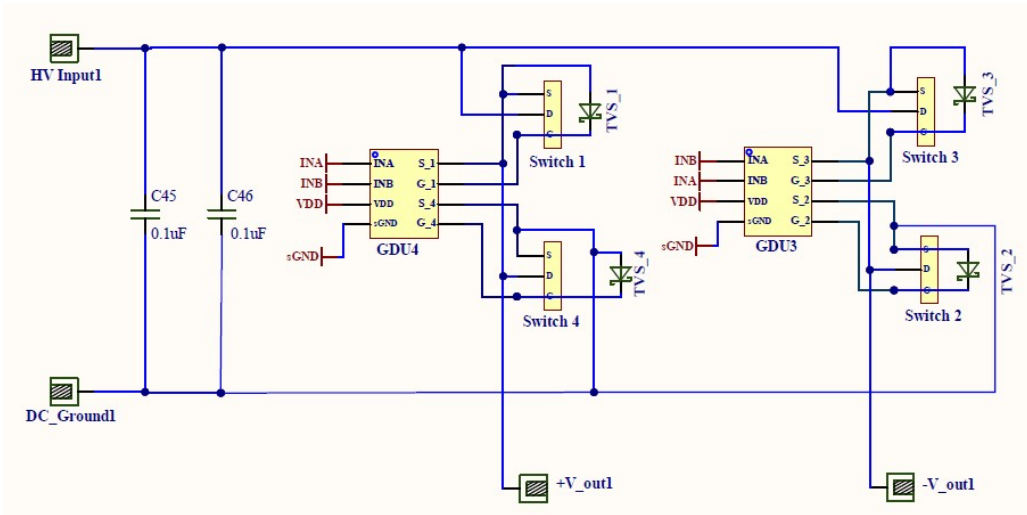 HV Input1
C45
0.1uF
C46
0.1uF
INA
INB
VDD
sGND
INA
INB
VDD
sGND
S_1
G_1
S_4
G_4
GDU4
S
D
G
Switch 1
TVS_1
S
D
G
Switch 4
TVS_4
INB
INA
VDD
sGND
INA
INB
VDD
sGND
S_3
G_3
S_2
G_2
GDU3
S
D
G
Switch 3
TVS_3
S
D
G
Switch 2
TVS_2
DC_Ground1
+V_out1
-V_out1